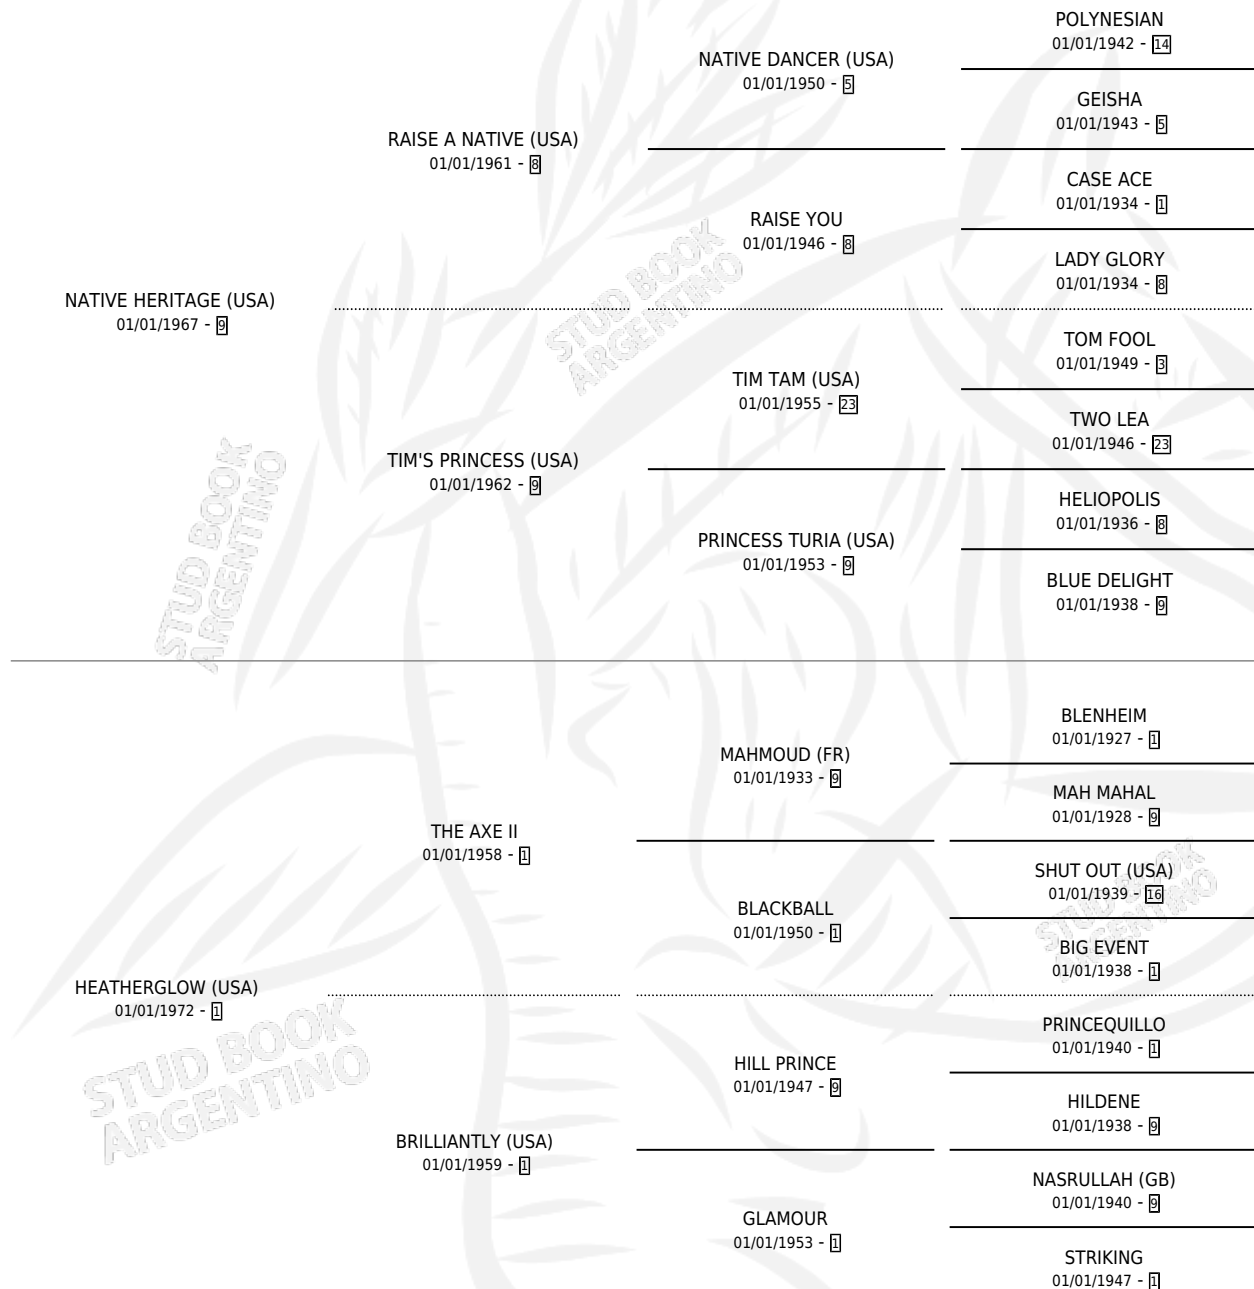 POLYNESIAN
01/01/1942 - 14
NATIVE DANCER (USA)
01/01/1950 - 5
GEISHA
01/01/1943 - 5
RAISE A NATIVE (USA)
01/01/1961 - 8
CASE ACE
01/01/1934 - 1
RAISE YOU
01/01/1946 - 8
LADY GLORY
01/01/1934 - 8
NATIVE HERITAGE (USA)
01/01/1967 - 9
STUD BOOK
ARGENTINO
TOM FOOL
01/01/1949 - 3
TIM TAM (USA)
01/01/1955 - 23
TWO LEA
01/01/1946 - 23
TIM'S PRINCESS (USA)
01/01/1962 - 9
HELIOPOLIS
01/01/1936 - 8
PRINCESS TURIA (USA)
01/01/1953 - 9
BLUE DELIGHT
01/01/1938 - 9
STUD BOOK
ARGENTINO
BLENHEIM
01/01/1927 - 1
MAHMOUD (FR)
01/01/1933 - 9
MAH MAHAL
01/01/1928 - 9
THE AXE II
01/01/1958 - 1
SHUT OUT (USA)
01/01/1939 - 16
BLACKBALL
01/01/1950 - 1
STUD BOOK
ARGENTINO
BIG EVENT
01/01/1938 - 1
HEATHERGLOW (USA)
01/01/1972 - 1
STUD BOOK
ARGENTINO
PRINCEQUILLO
01/01/1940 - 1
HILL PRINCE
01/01/1947 - 9
HILDENE
01/01/1938 - 9
BRILLIANTLY (USA)
01/01/1959 - 1
NASRULLAH (GB)
01/01/1940 - 9
GLAMOUR
01/01/1953 - 1
STRIKING
01/01/1947 - 1